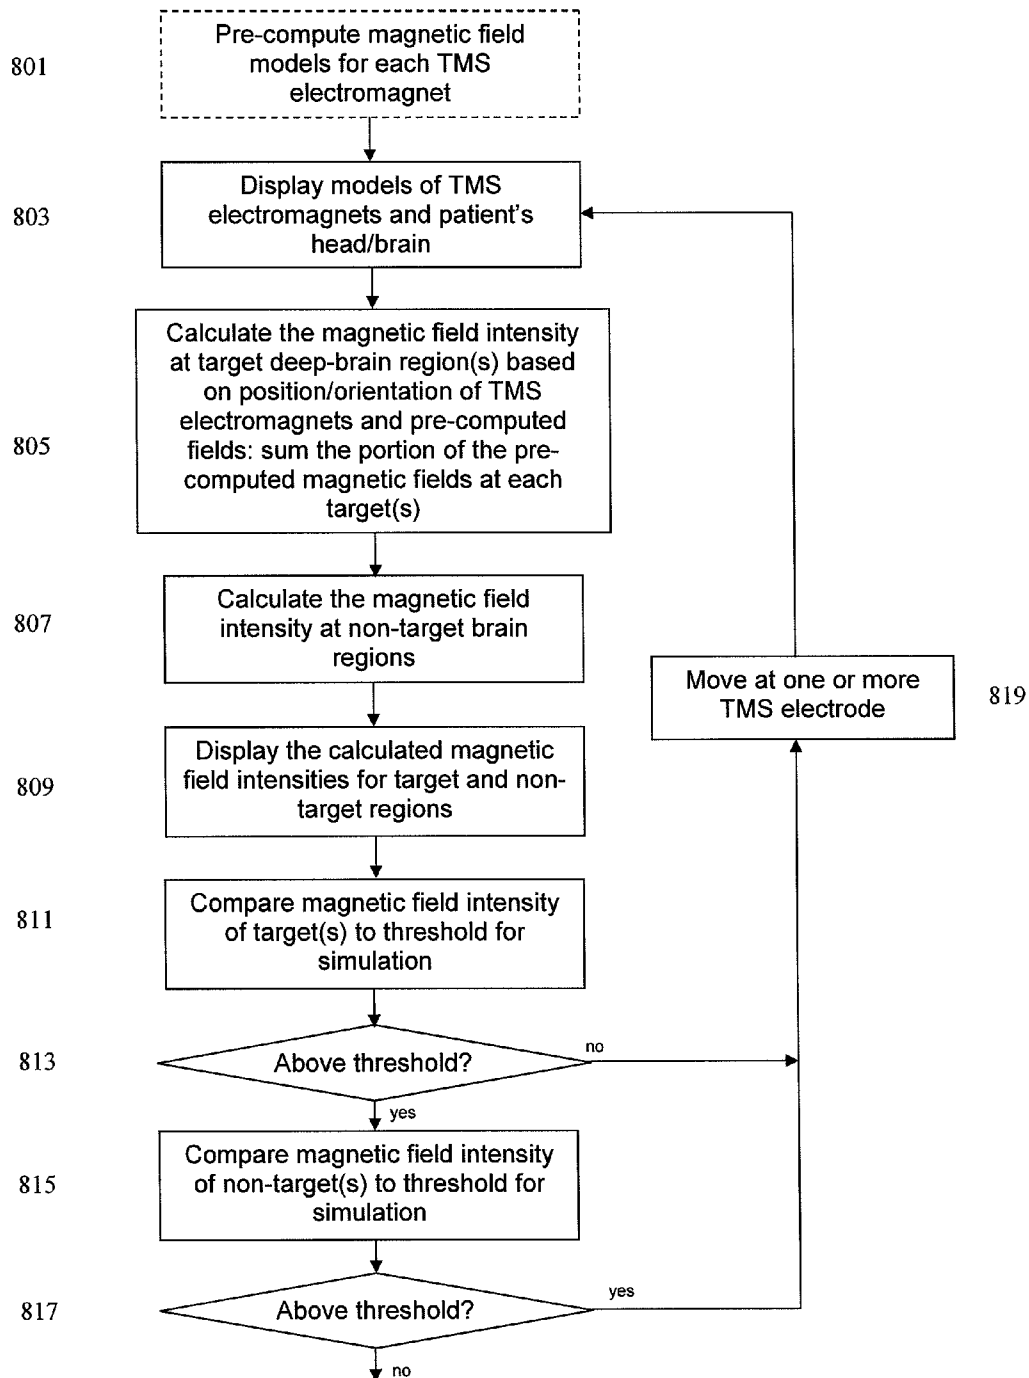 801
Pre-compute magnetic field
models for each TMS
electromagnet
803
Display models of TMS
electromagnets and patient's
head/brain
805
Calculate the magnetic field intensity
at target deep-brain region(s) based
on position/orientation of TMS
electromagnets and pre-computed
fields: sum the portion of the pre-
computed magnetic fields at each
target(s)
807
Calculate the magnetic field
intensity at non-target brain
regions
Move at one or more
TMS electrode
819
809
Display the calculated magnetic
field intensities for target and non-
target regions
811
Compare magnetic field intensity
of target(s) to threshold for
simulation
813
Above threshold?
no
yes
815
Compare magnetic field intensity
of non-target(s) to threshold for
simulation
817
Above threshold?
yes
no